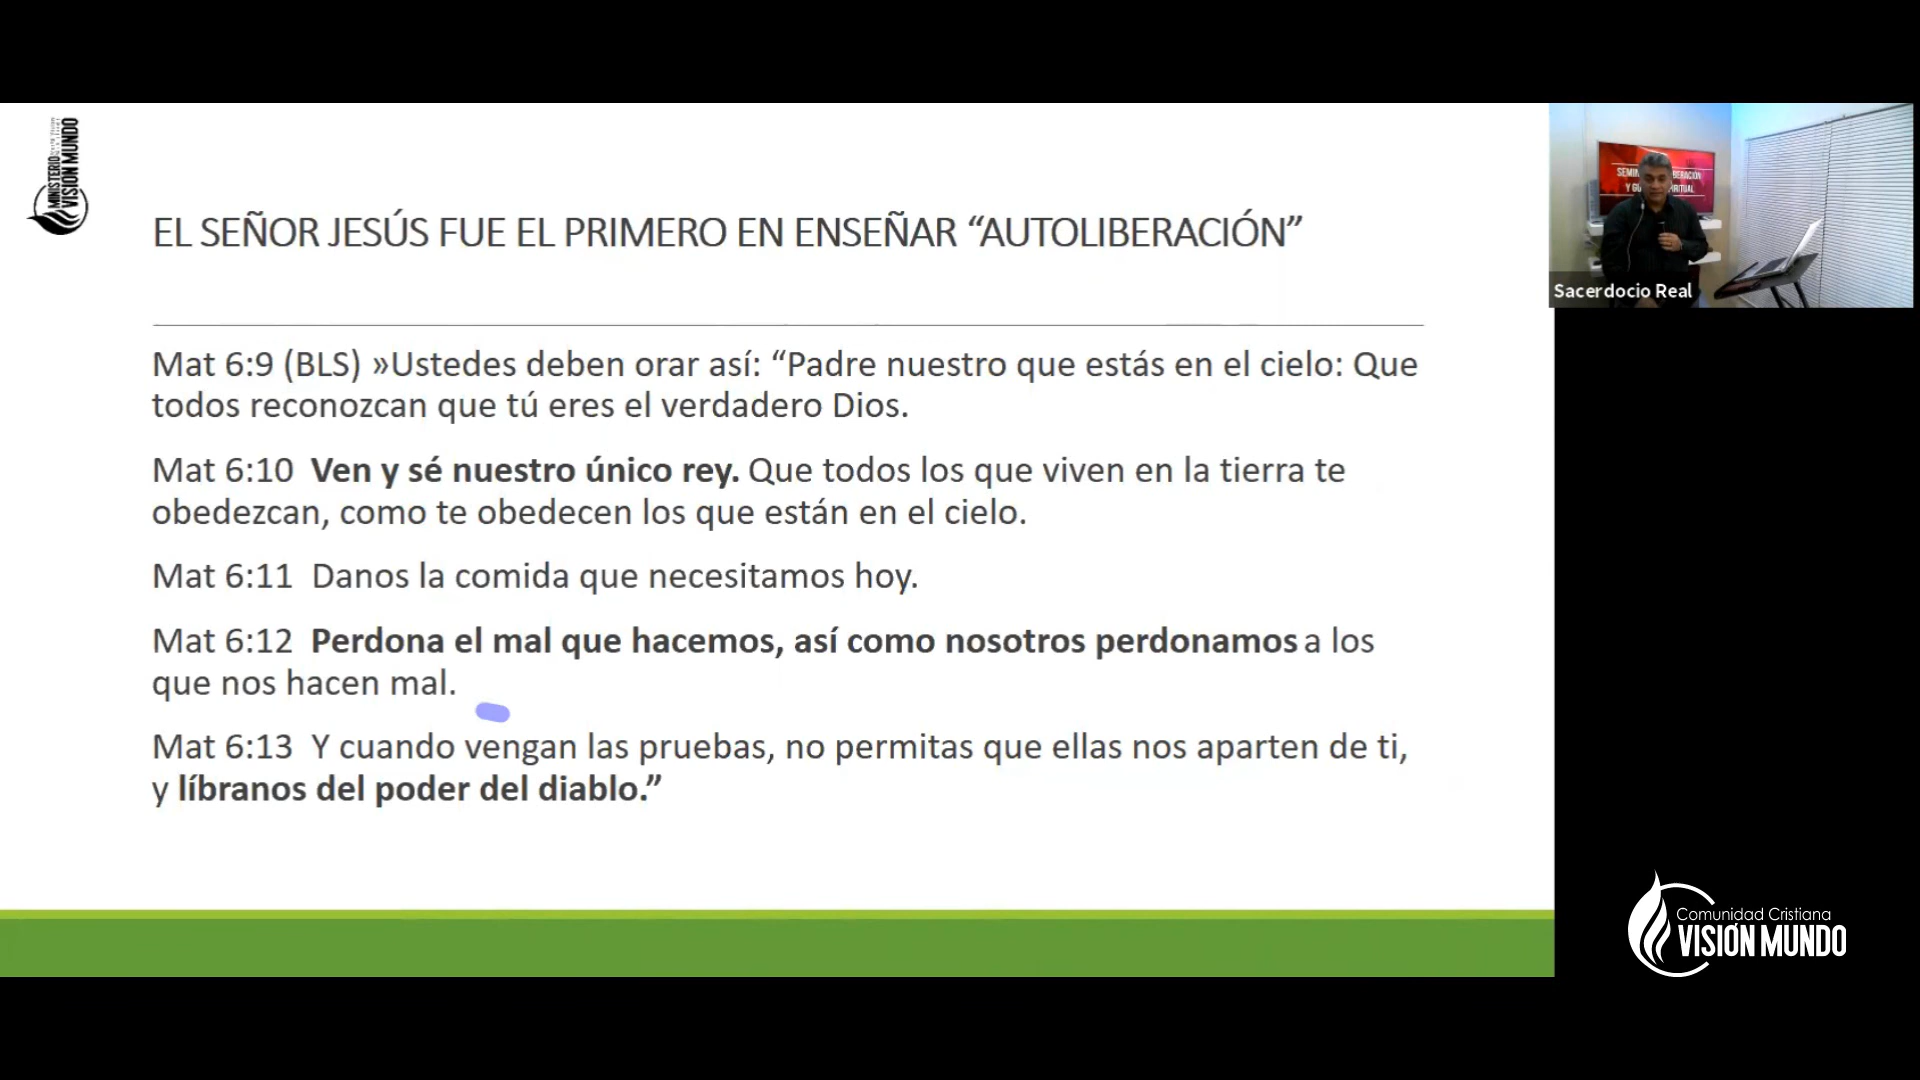 MINISTERIO
VISIÓN MUNDO
EL SEÑOR JESÚS FUE EL PRIMERO EN ENSEÑAR “AUTOLIBERACIÓN”
Mat 6:9 (BLS) »Ustedes deben orar así: “Padre nuestro que estás en el cielo: Que
todos reconozcan que tú eres el verdadero Dios.
Mat 6:10 Ven y sé nuestro único rey. Que todos los que viven en la tierra te
obedezcan, como te obedecen los que están en el cielo.
Mat 6:11 Danos la comida que necesitamos hoy.
Mat 6:12 Perdona el mal que hacemos, así como nosotros perdonamos a los
que nos hacen mal.
Mat 6:13 Y cuando vengan las pruebas, no permitas que ellas nos aparten de ti,
y líbranos del poder del diablo.”
Sacerdocio Real
Comunidad Cristiana
VISIÓN MUNDO